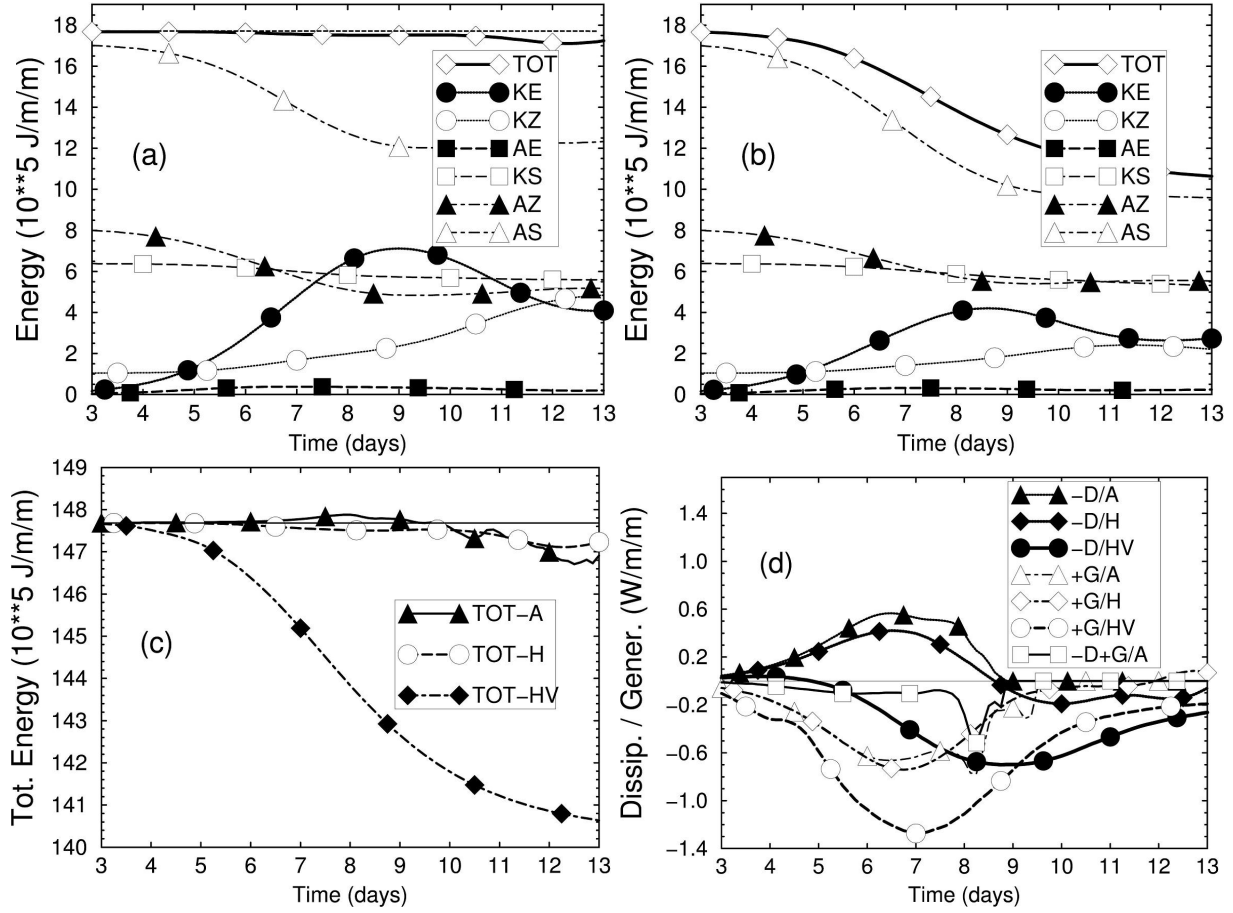 18
16
14
12
10
8
6
4
2
0
Energy (10**5 J/m/m)
(a)
TOT
KE
KZ
AE
KS
AZ
AS
3 4 5 6 7 8 9 10 11 12 13
Time (days)
18
16
14
12
10
8
6
4
2
0
Energy (10**5 J/m/m)
(b)
TOT
KE
KZ
AE
KS
AZ
AS
3 4 5 6 7 8 9 10 11 12 13
Time (days)
149
148
147
146
145
144
143
142
141
140
Tot. Energy (10**5 J/m/m)
(c)
TOT−A
TOT−H
TOT−HV
3 4 5 6 7 8 9 10 11 12 13
Time (days)
1.4
1.0
0.6
0.2
−0.2
−0.6
−1.0
−1.4
Dissip. / Gener. (W/m/m)
(d)
−D/A
−D/H
−D/HV
+G/A
+G/H
+G/HV
−D+G/A
3 4 5 6 7 8 9 10 11 12 13
Time (days)